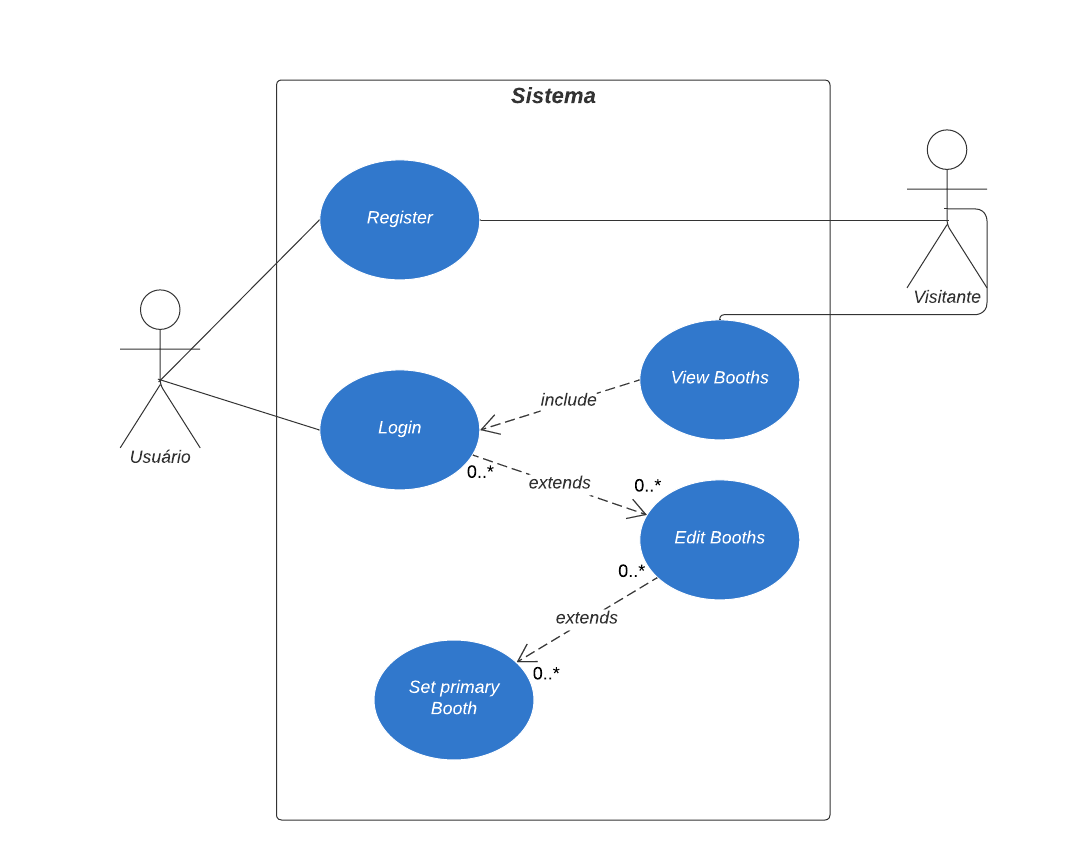 Sistema
Register
Visitante
View Booths
include
Login
Usuário
0..*
extends
0..*
Edit Booths
0..*
extends
0..*
Set primary
Booth